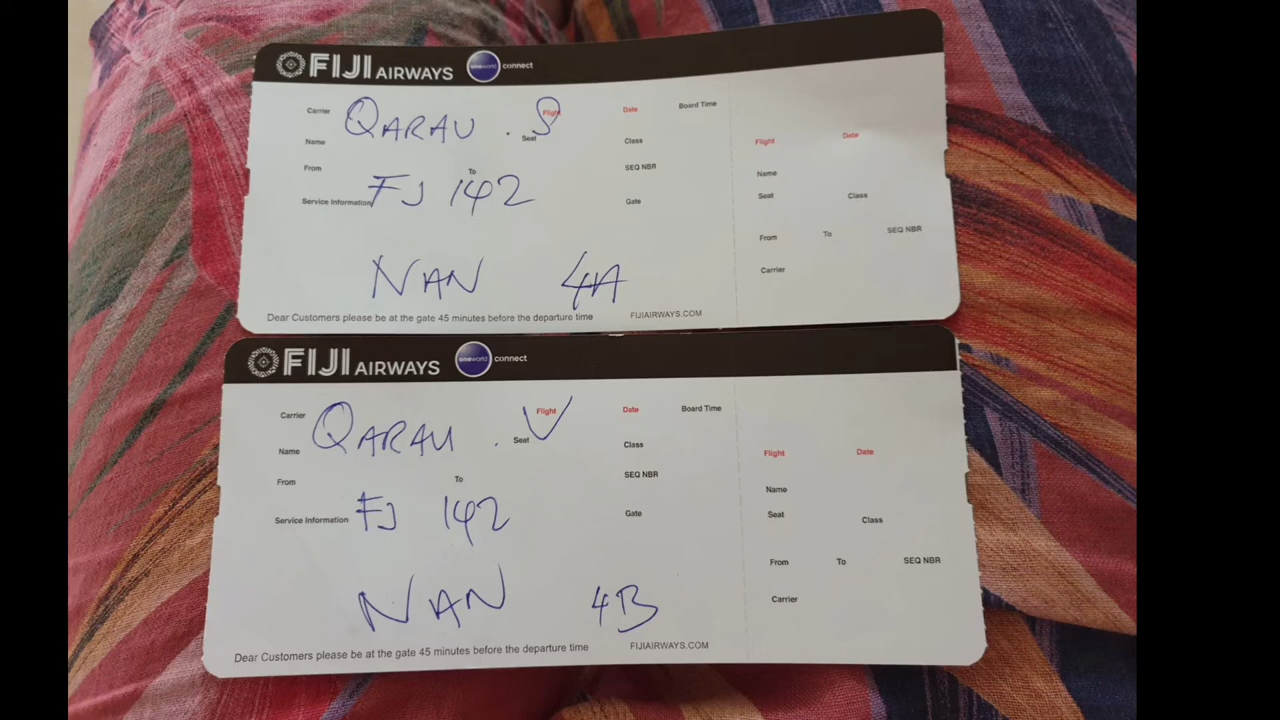 FIJI AIRWAYS oneworld connect
Carrier QARAU . S Flight Date Board Time
Name Seat Class Flight Date
From To SEQ NBR Name
Service Information FJ 142 Gate Seat Class
From To SEQ NBR
NAN 4A Carrier
Dear Customers please be at the gate 45 minutes before the departure time FIJIAIRWAYS.COM
FIJI AIRWAYS oneworld connect
Carrier QARAU . V Flight Date Board Time
Name Seat Class Flight Date
From To SEQ NBR Name
Service Information FJ 142 Gate Seat Class
From To SEQ NBR
NAN 4B Carrier
Dear Customers please be at the gate 45 minutes before the departure time FIJIAIRWAYS.COM